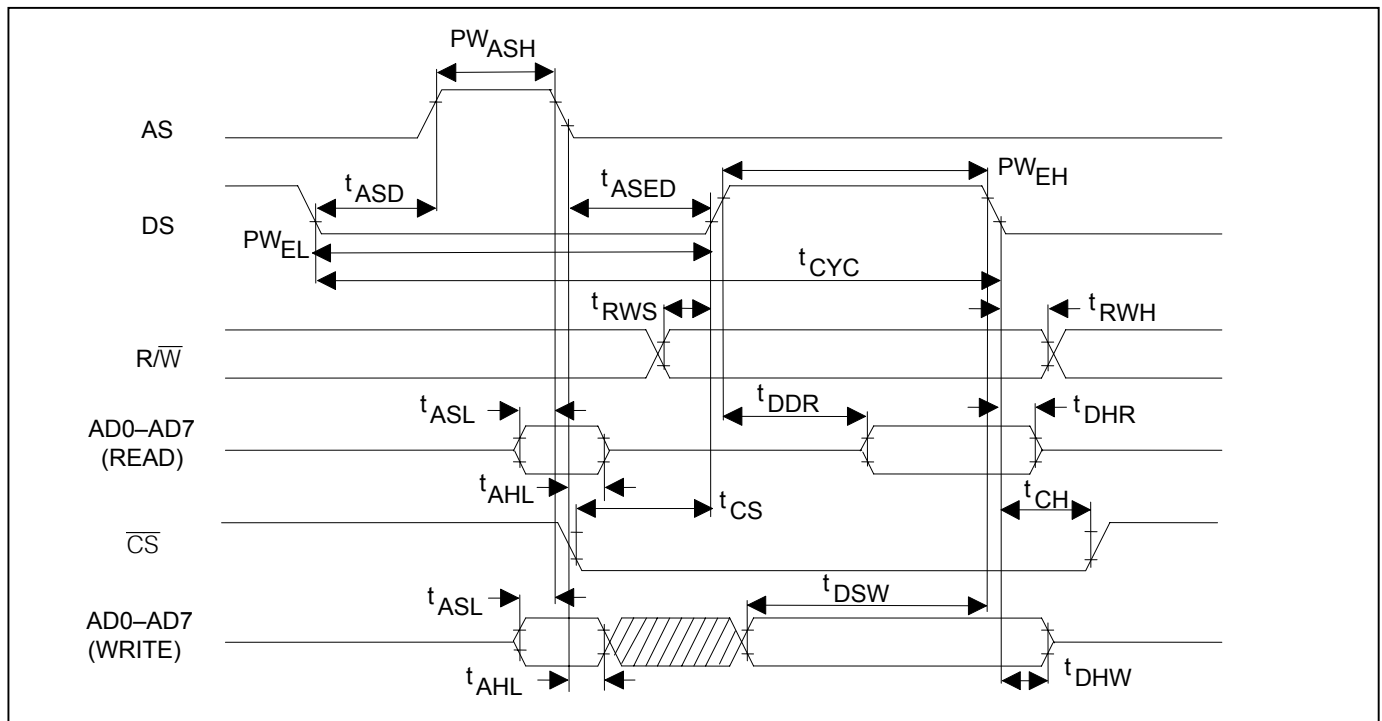 PWASH
AS
tASD
tASED
PWEH
DS
PWEL
tCYC
tRWS
tRWH
R/W̅
tASL
tDDR
tDHR
AD0–AD7
(READ)
tAHL
tCS
tCH
C̅S̅
tASL
tDSW
AD0–AD7
(WRITE)
tAHL
tDHW